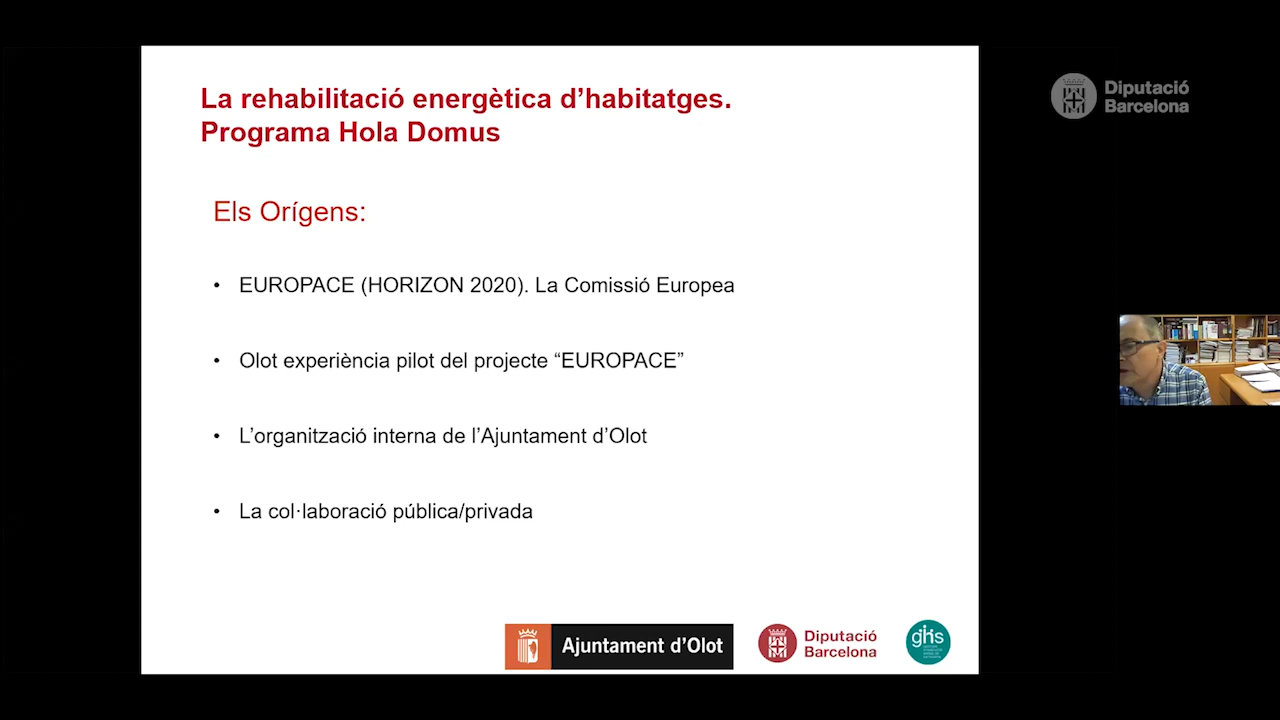 La rehabilitació energètica d’habitatges.
Programa Hola Domus
Els Orígens:
• EUROPACE (HORIZON 2020). La Comissió Europea
• Olot experiència pilot del projecte “EUROPACE”
• L’organització interna de l’Ajuntament d’Olot
• La col·laboració pública/privada
Ajuntament d’Olot
Diputació
Barcelona
ghs
Diputació
Barcelona